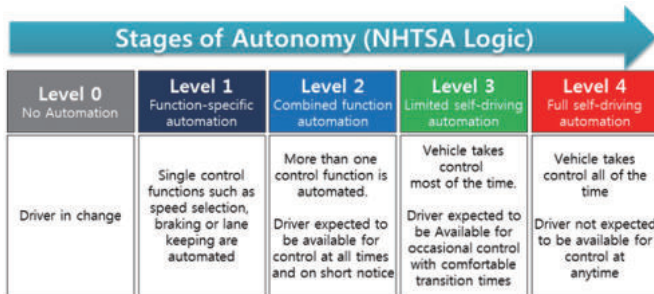 Stages of Autonomy (NHTSA Logic)
Level 0
No Automation
Level 1
Function-specific
automation
Level 2
Combined function
automation
Level 3
Limited self-driving
automation
Level 4
Full self-driving
automation
Driver in change
Single control
functions such as
speed selection,
braking or lane
keeping are
automated
More than one
control function is
automated.
Driver expected to
be available for
control at all times
and on short notice
Vehicle takes
control
most of the time.
Driver expected to
be Available for
occasional control
with comfortable
transition times
Vehicle takes
control all of the
time
Driver not expected
to be available for
control at
anytime